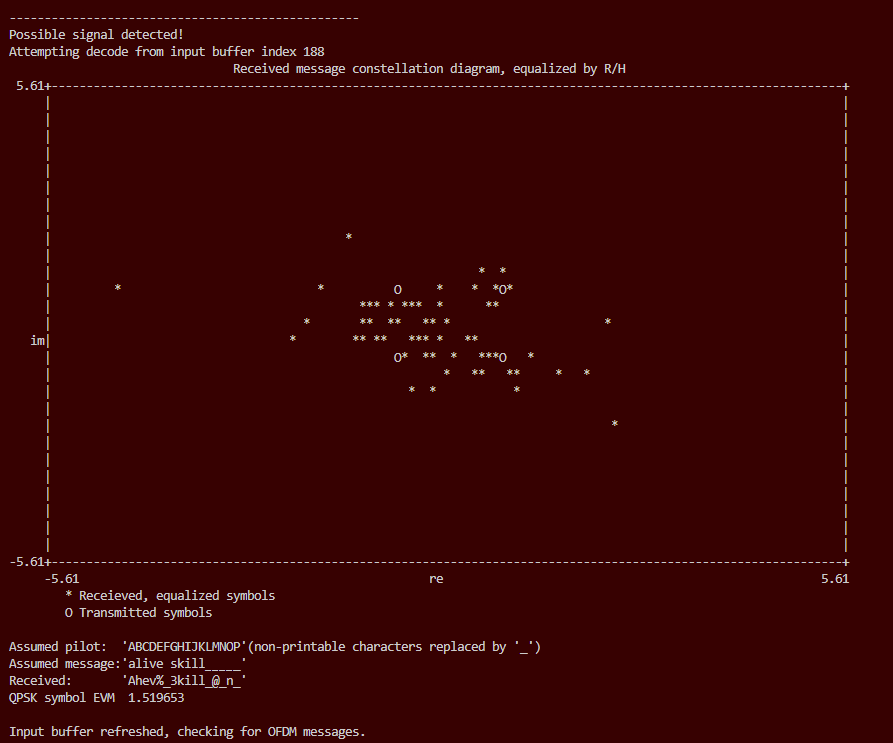 --------------------------------------------------
Possible signal detected!
Attempting decode from input buffer index 188
Received message constellation diagram, equalized by R/H
5.61
im
-5.61
-5.61 re 5.61
* Receieved, equalized symbols
O Transmitted symbols
Assumed pilot: 'ABCDEFGHIJKLMNOP'(non-printable characters replaced by '_')
Assumed message:'alive skill_____'
Received: 'Ahev%_3kill_@_n_'
QPSK symbol EVM 1.519653
Input buffer refreshed, checking for OFDM messages.